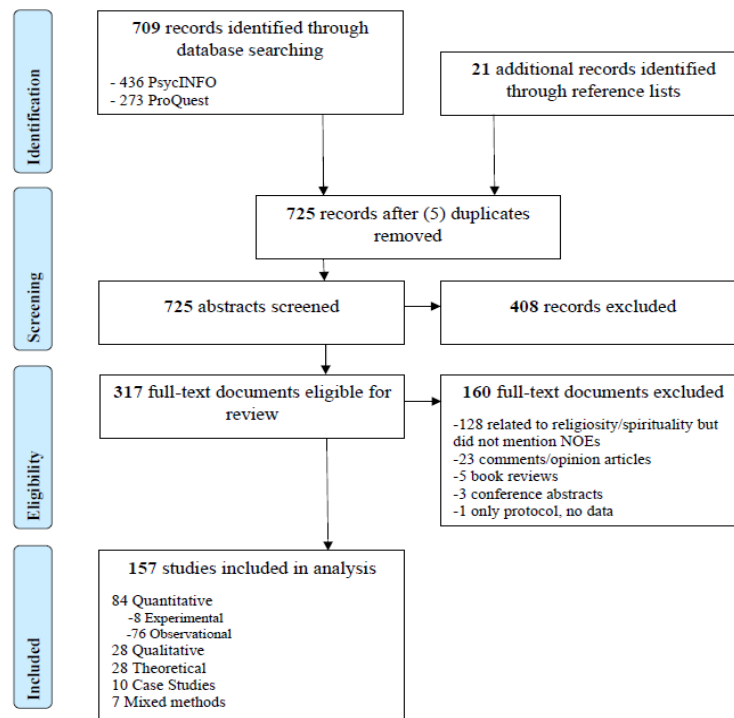 Identification
709 records identified through
database searching
- 436 PsycINFO
- 273 ProQuest
21 additional records identified
through reference lists
Screening
725 records after (5) duplicates
removed
725 abstracts screened
408 records excluded
Eligibility
317 full-text documents eligible for
review
160 full-text documents excluded
-128 related to religiosity/spirituality but
did not mention NOEs
-23 comments/opinion articles
-5 book reviews
-3 conference abstracts
-1 only protocol, no data
Included
157 studies included in analysis
84 Quantitative
-8 Experimental
-76 Observational
28 Qualitative
28 Theoretical
10 Case Studies
7 Mixed methods